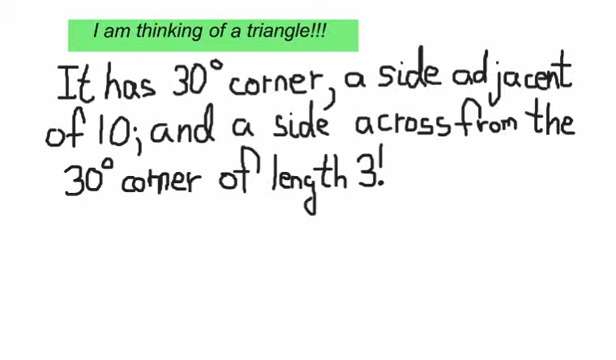 I am thinking of a triangle!!!
It has 30° corner, a side adjacent
of 10; and a side across from the
30° corner of length 3!